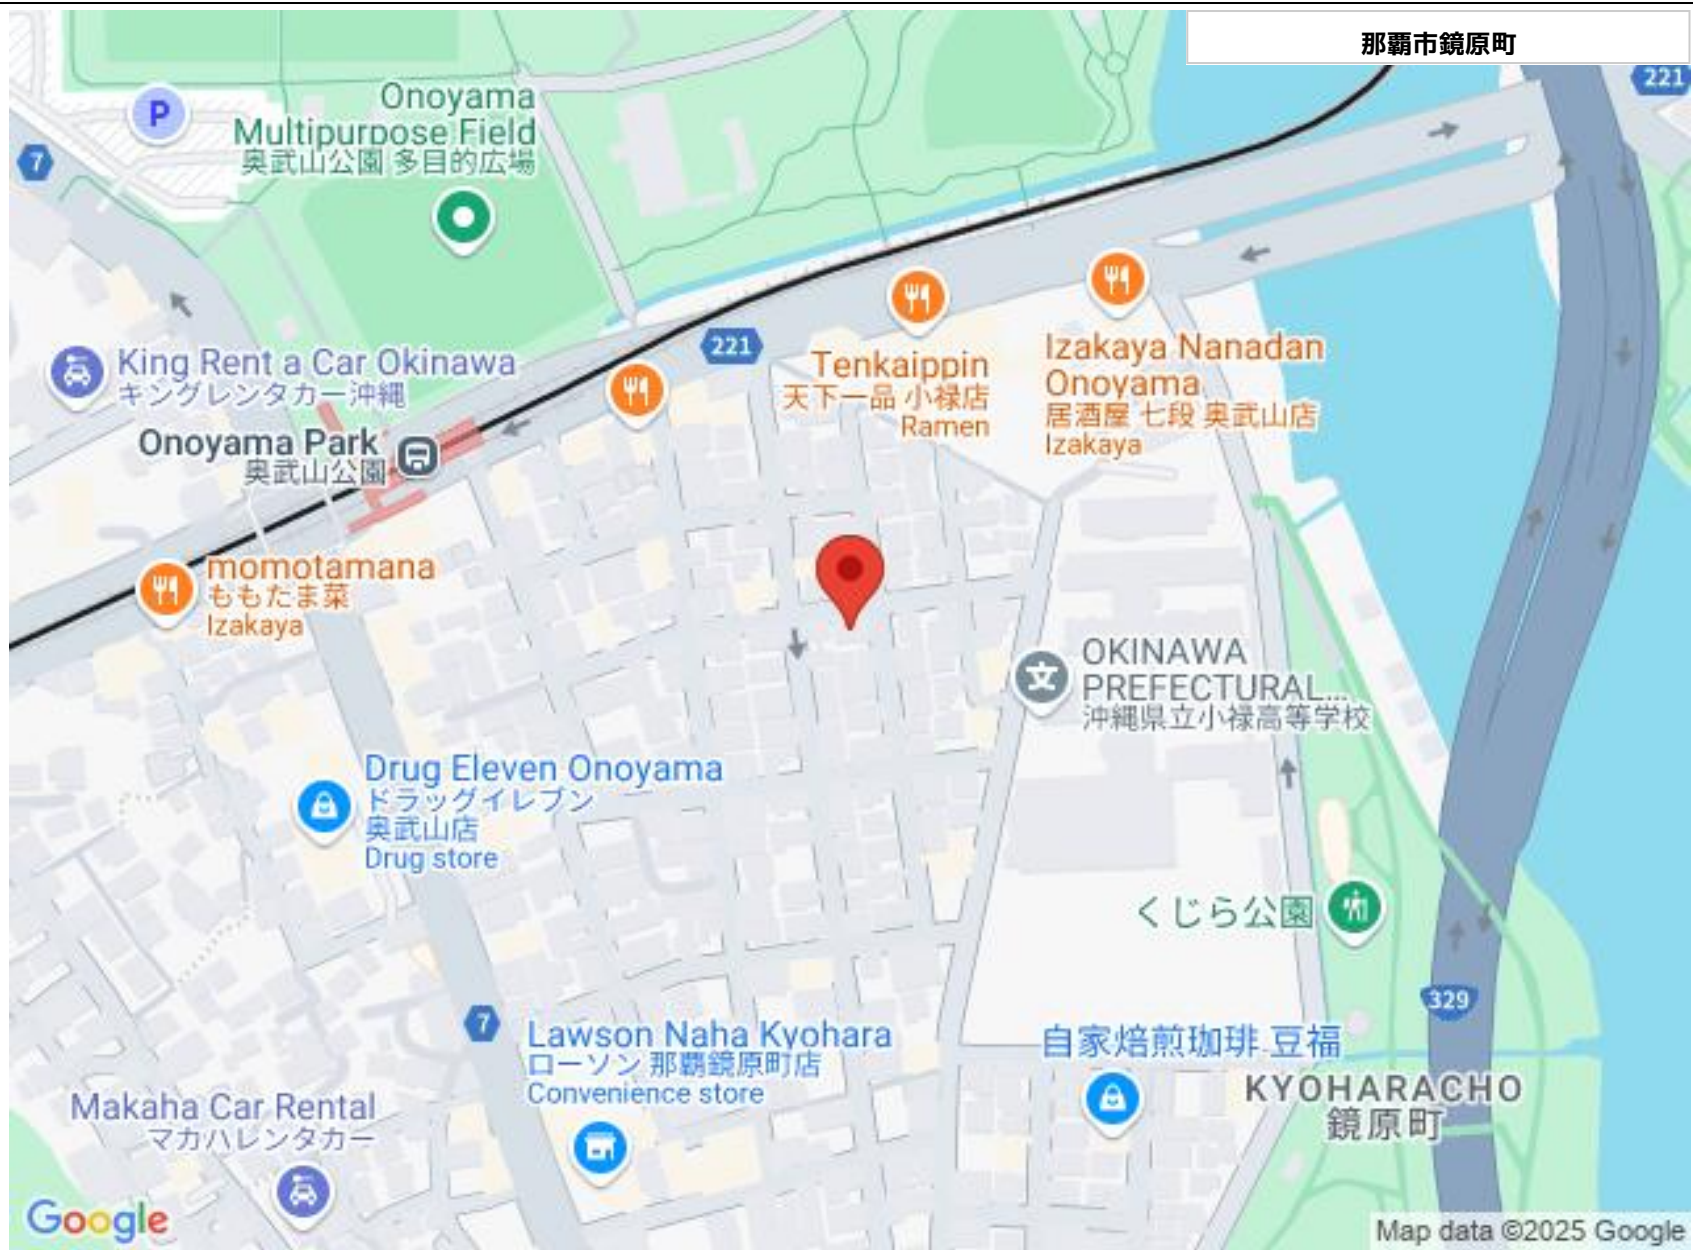 那覇市鏡原町
221
P
7
Onoyama
Multipurpose Field
奥武山公園 多目的広場
King Rent a Car Okinawa
キングレンタカー沖縄
221
Tenkaippin
天下一品 小禄店
Ramen
Izakaya Nanadan
Onoyama
居酒屋 七段 奥武山店
Izakaya
Onoyama Park
奥武山公園
momotamana
ももたま菜
Izakaya
文
OKINAWA
PREFECTURAL...
沖縄県立小禄高等学校
Drug Eleven Onoyama
ドラッグイレブン
奥武山店
Drug store
くじら公園
329
7
Lawson Naha Kyohara
ローソン 那覇鏡原町店
Convenience store
自家焙煎珈琲 豆福
KYOHARACHO
鏡原町
Makaha Car Rental
マカハレンタカー
Google
Map data ©2025 Google